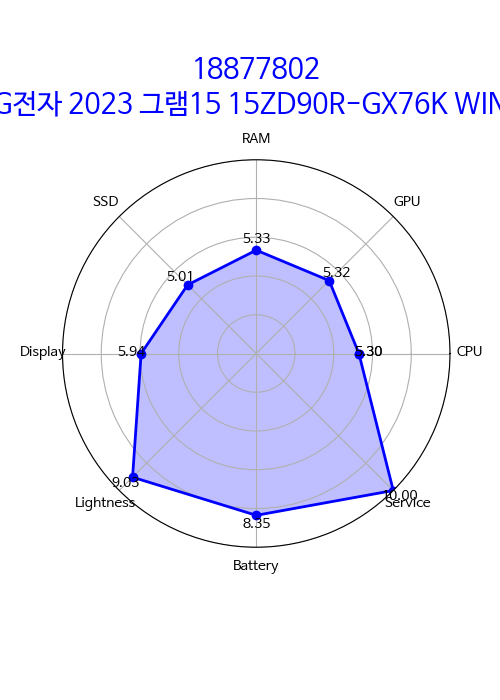 18877802
G전자 2023 그램15 15ZD90R-GX76K WIN
RAM
SSD
GPU
5.33
5.01
5.32
Display
5.94
5.30
CPU
9.03
10.00
Lightness
Service
8.35
Battery